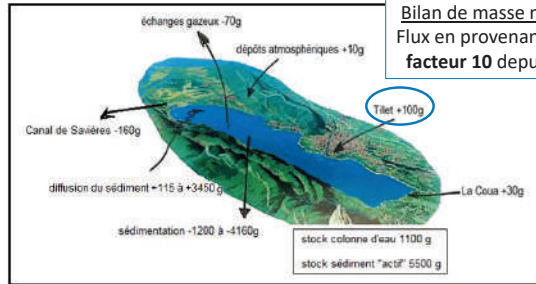 Bilan de masse
Flux en provenan
facteur 10 depu
échanges gazeux -70g
dépôts atmosphériques +10g
Tilet +100g
Canal de Savières -160g
diffusion du sédiment +115 à +3450 g
La Coua +30g
sédimentation -1200 à -4160g
stock colonne d'eau 1100 g
stock sédiment "actif" 5500 g